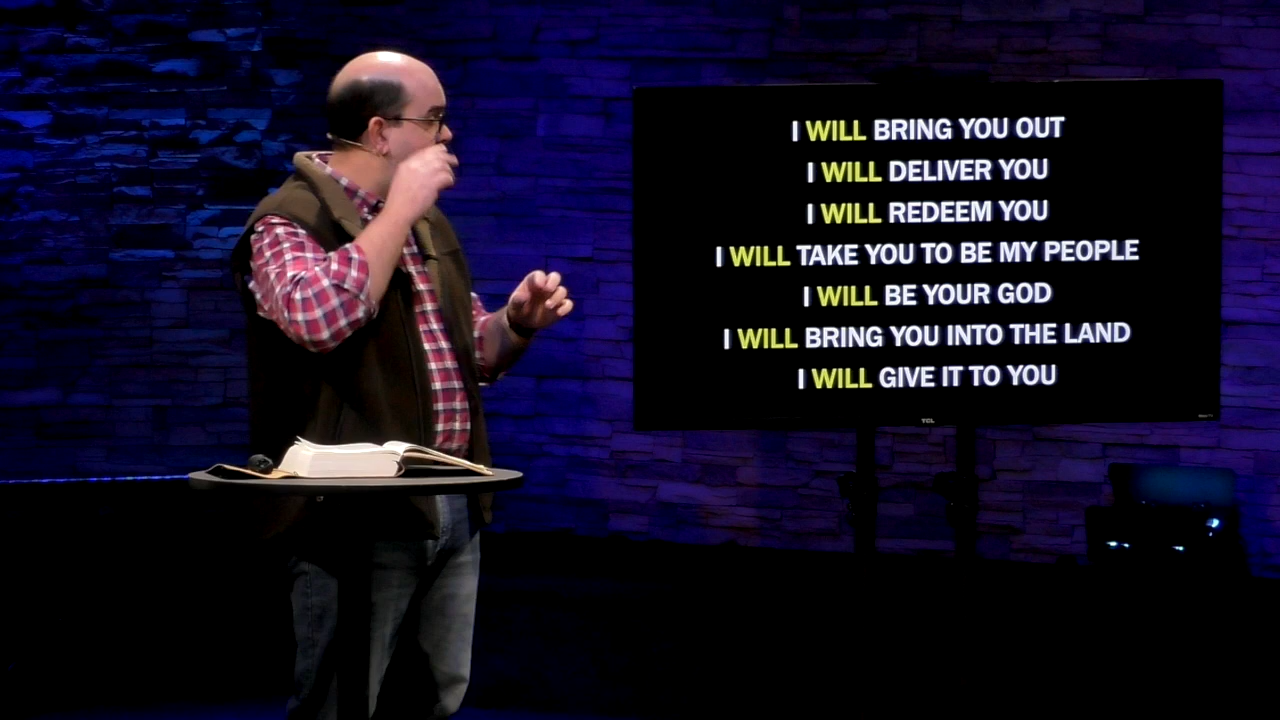 I WILL BRING YOU OUT
I WILL DELIVER YOU
I WILL REDEEM YOU
I WILL TAKE YOU TO BE MY PEOPLE
I WILL BE YOUR GOD
I WILL BRING YOU INTO THE LAND
I WILL GIVE IT TO YOU
TCL